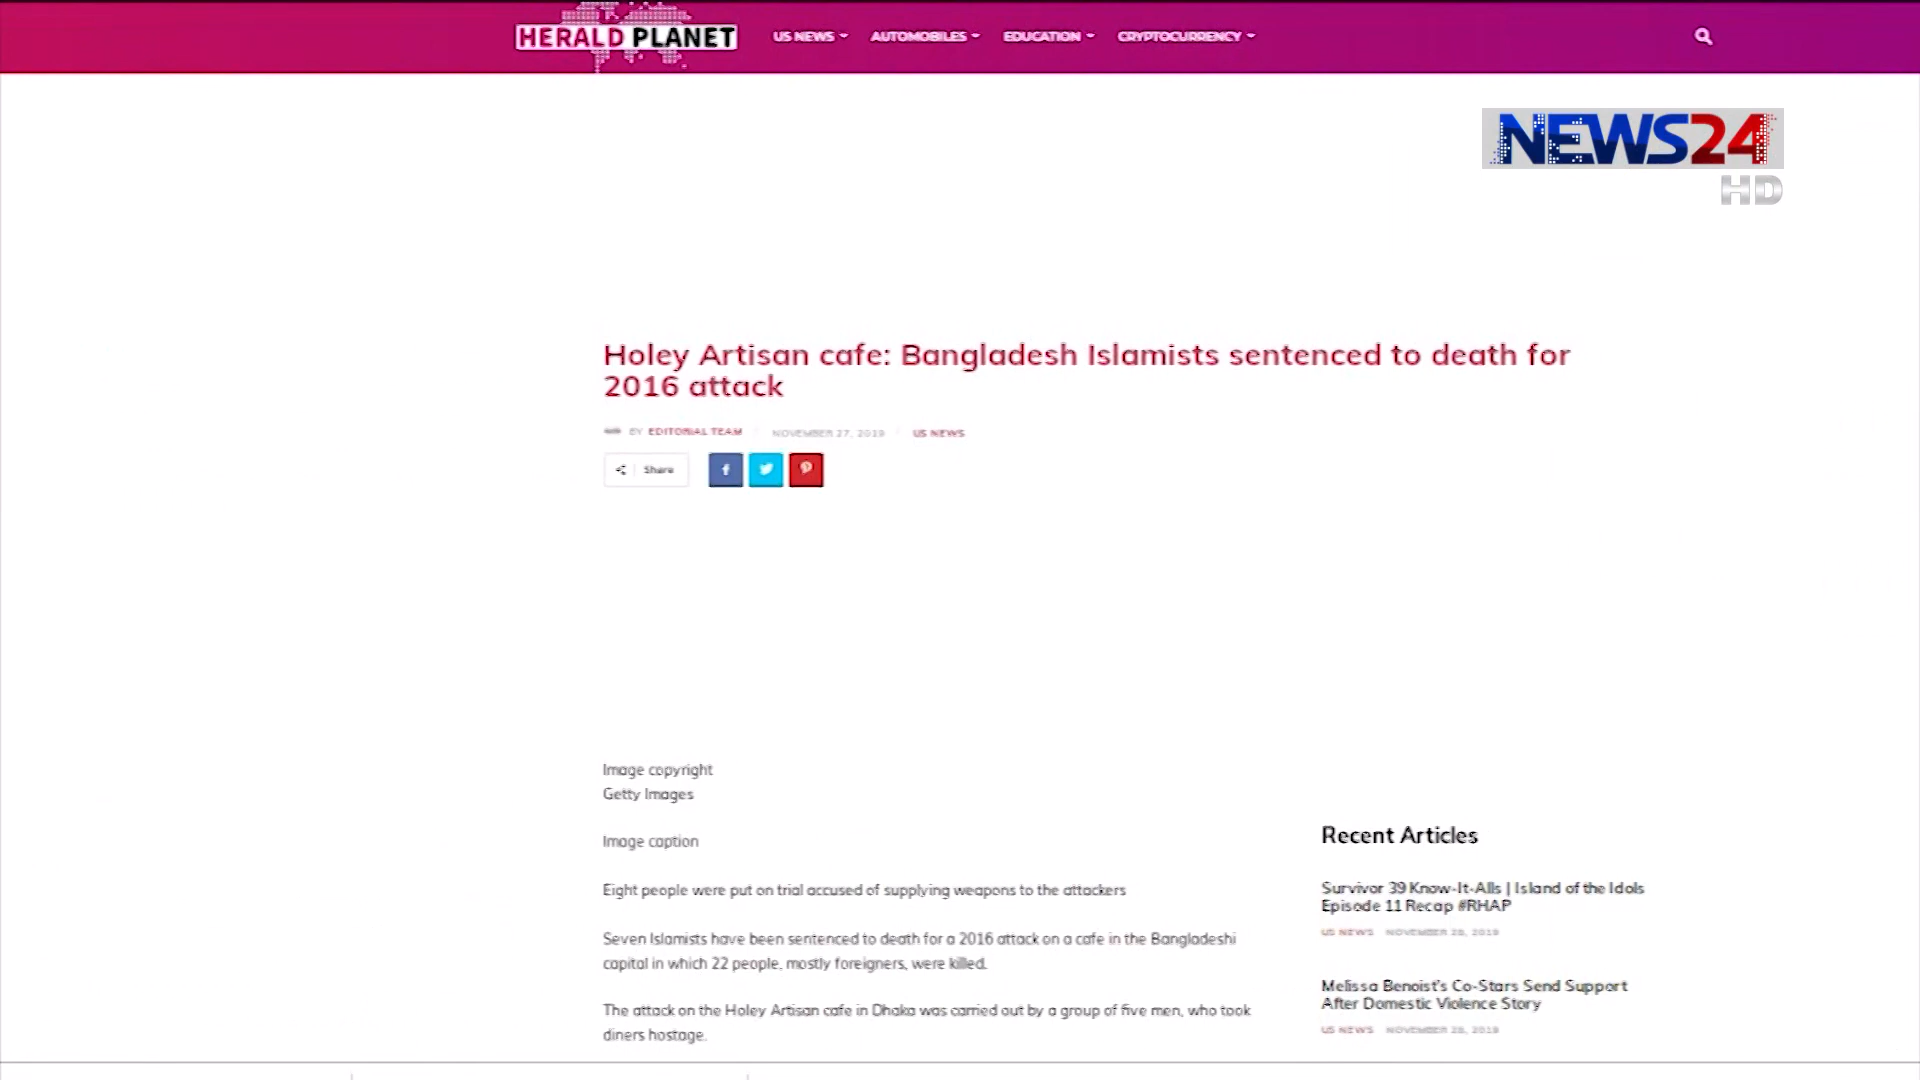 HERALD PLANET
US NEWS
AUTOMOBILES
EDUCATION
CRYPTOCURRENCY
NEWS24
HD
Holey Artisan cafe: Bangladesh Islamists sentenced to death for
2016 attack
BY EDITORIAL TEAM
NOVEMBER 27, 2019
US NEWS
Share
Image copyright
Getty Images
Image caption
Eight people were put on trial accused of supplying weapons to the attackers
Seven Islamists have been sentenced to death for a 2016 attack on a cafe in the Bangladeshi
capital in which 22 people, mostly foreigners, were killed.
The attack on the Holey Artisan cafe in Dhaka was carried out by a group of five men, who took
diners hostage.
Recent Articles
Survivor 39 Know-It-Alls | Island of the Idols
Episode 11 Recap #RHAP
US NEWS NOVEMBER 28, 2019
Melissa Benoist's Co-Stars Send Support
After Domestic Violence Story
US NEWS NOVEMBER 28, 2019